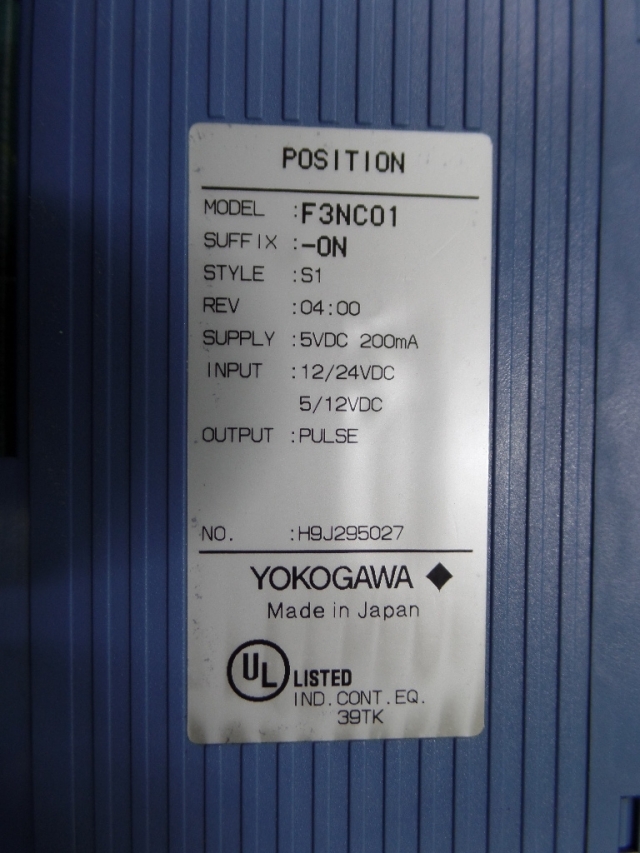 POSITION
MODEL :F3NC01
SUFFIX :-0N
STYLE :S1
REV :04:00
SUPPLY :5VDC 200mA
INPUT :12/24VDC
5/12VDC
OUTPUT :PULSE
NO. :H9J295027
YOKOGAWA
Made in Japan
UL LISTED
IND.CONT.EQ.
39TK